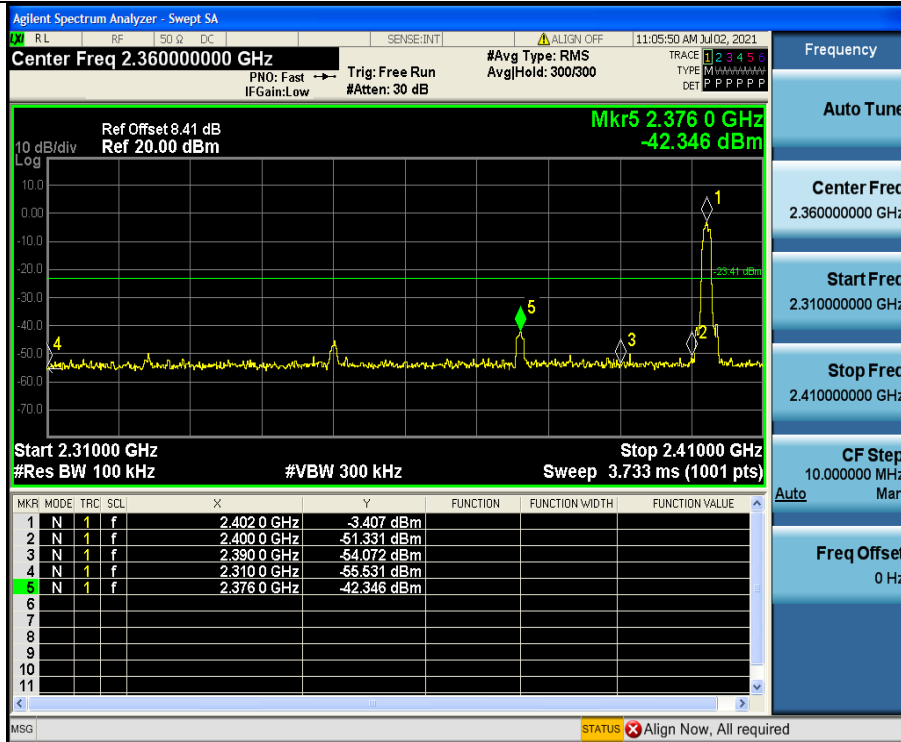 Agilent Spectrum Analyzer - Swept SA
LXI RL RF 50 Ω DC SENSE:INT ALIGN OFF 11:05:50 AM Jul 02, 2021
Center Freq 2.360000000 GHz
PNO: Fast
IFGain:Low
Trig: Free Run
#Atten: 30 dB
#Avg Type: RMS
Avg|Hold: 300/300
TRACE 1 2 3 4 5 6
TYPE M
DET P P P P P P
Ref Offset 8.41 dB
10 dB/div Ref 20.00 dBm
Log
Mkr5 2.376 0 GHz
-42.346 dBm
10.0
0.00
-10.0
-20.0
-30.0
-40.0
-50.0
-60.0
-70.0
1
-23.41 dBm
5
4
3
2
Start 2.31000 GHz Stop 2.41000 GHz
#Res BW 100 kHz #VBW 300 kHz Sweep 3.733 ms (1001 pts)
MKR MODE TRC SCL X Y FUNCTION FUNCTION WIDTH FUNCTION VALUE
1 N 1 f 2.402 0 GHz -3.407 dBm
2 N 1 f 2.400 0 GHz -51.331 dBm
3 N 1 f 2.390 0 GHz -54.072 dBm
4 N 1 f 2.310 0 GHz -55.531 dBm
5 N 1 f 2.376 0 GHz -42.346 dBm
6
7
8
9
10
11
MSG STATUS Align Now, All required
Frequency
Auto Tune
Center Freq
2.360000000 GHz
Start Freq
2.310000000 GHz
Stop Freq
2.410000000 GHz
CF Step
10.000000 MHz
Auto Man
Freq Offset
0 Hz